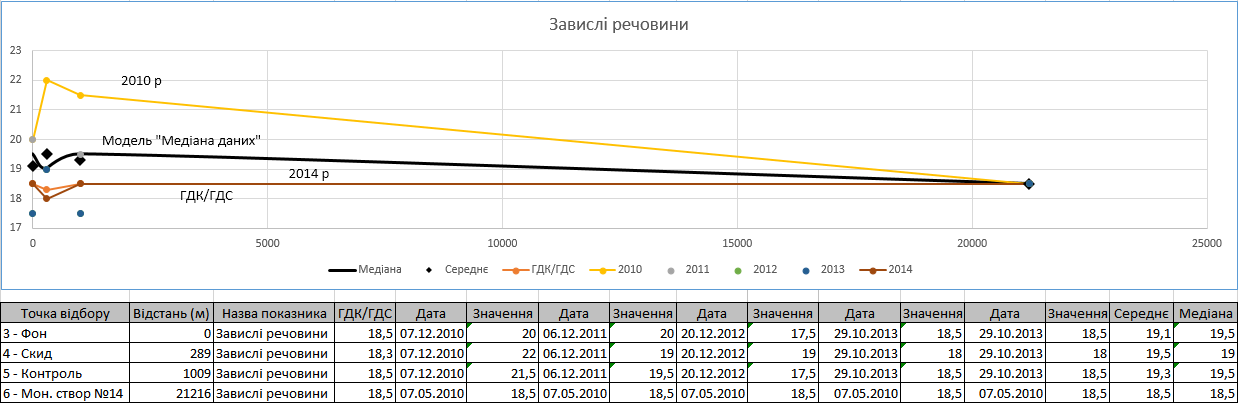 Завислі речовини
23
22
2010 р
21
20
Модель "Медіана даних"
19
2014 р
18
ГДК/ГДС
17
0 5000 10000 15000 20000 25000
Медіана Середнє ГДК/ГДС 2010 2011 2012 2013 2014
Точка відбору Відстань (м) Назва показника ГДК/ГДС Дата Значення Дата Значення Дата Значення Дата Значення Дата Значення Середнє Медіана
3 - Фон 0 Завислі речовини 18,5 07.12.2010 20 06.12.2011 20 20.12.2012 17,5 29.10.2013 18,5 29.10.2013 18,5 19,1 19,5
4 - Скид 289 Завислі речовини 18,3 07.12.2010 22 06.12.2011 19 20.12.2012 19 29.10.2013 18 29.10.2013 18 19,5 19
5 - Контроль 1009 Завислі речовини 18,5 07.12.2010 21,5 06.12.2011 19,5 20.12.2012 17,5 29.10.2013 18,5 29.10.2013 18,5 19,3 19,5
6 - Мон. створ №14 21216 Завислі речовини 18,5 07.05.2010 18,5 07.05.2010 18,5 07.05.2010 18,5 07.05.2010 18,5 07.05.2010 18,5 18,5 18,5